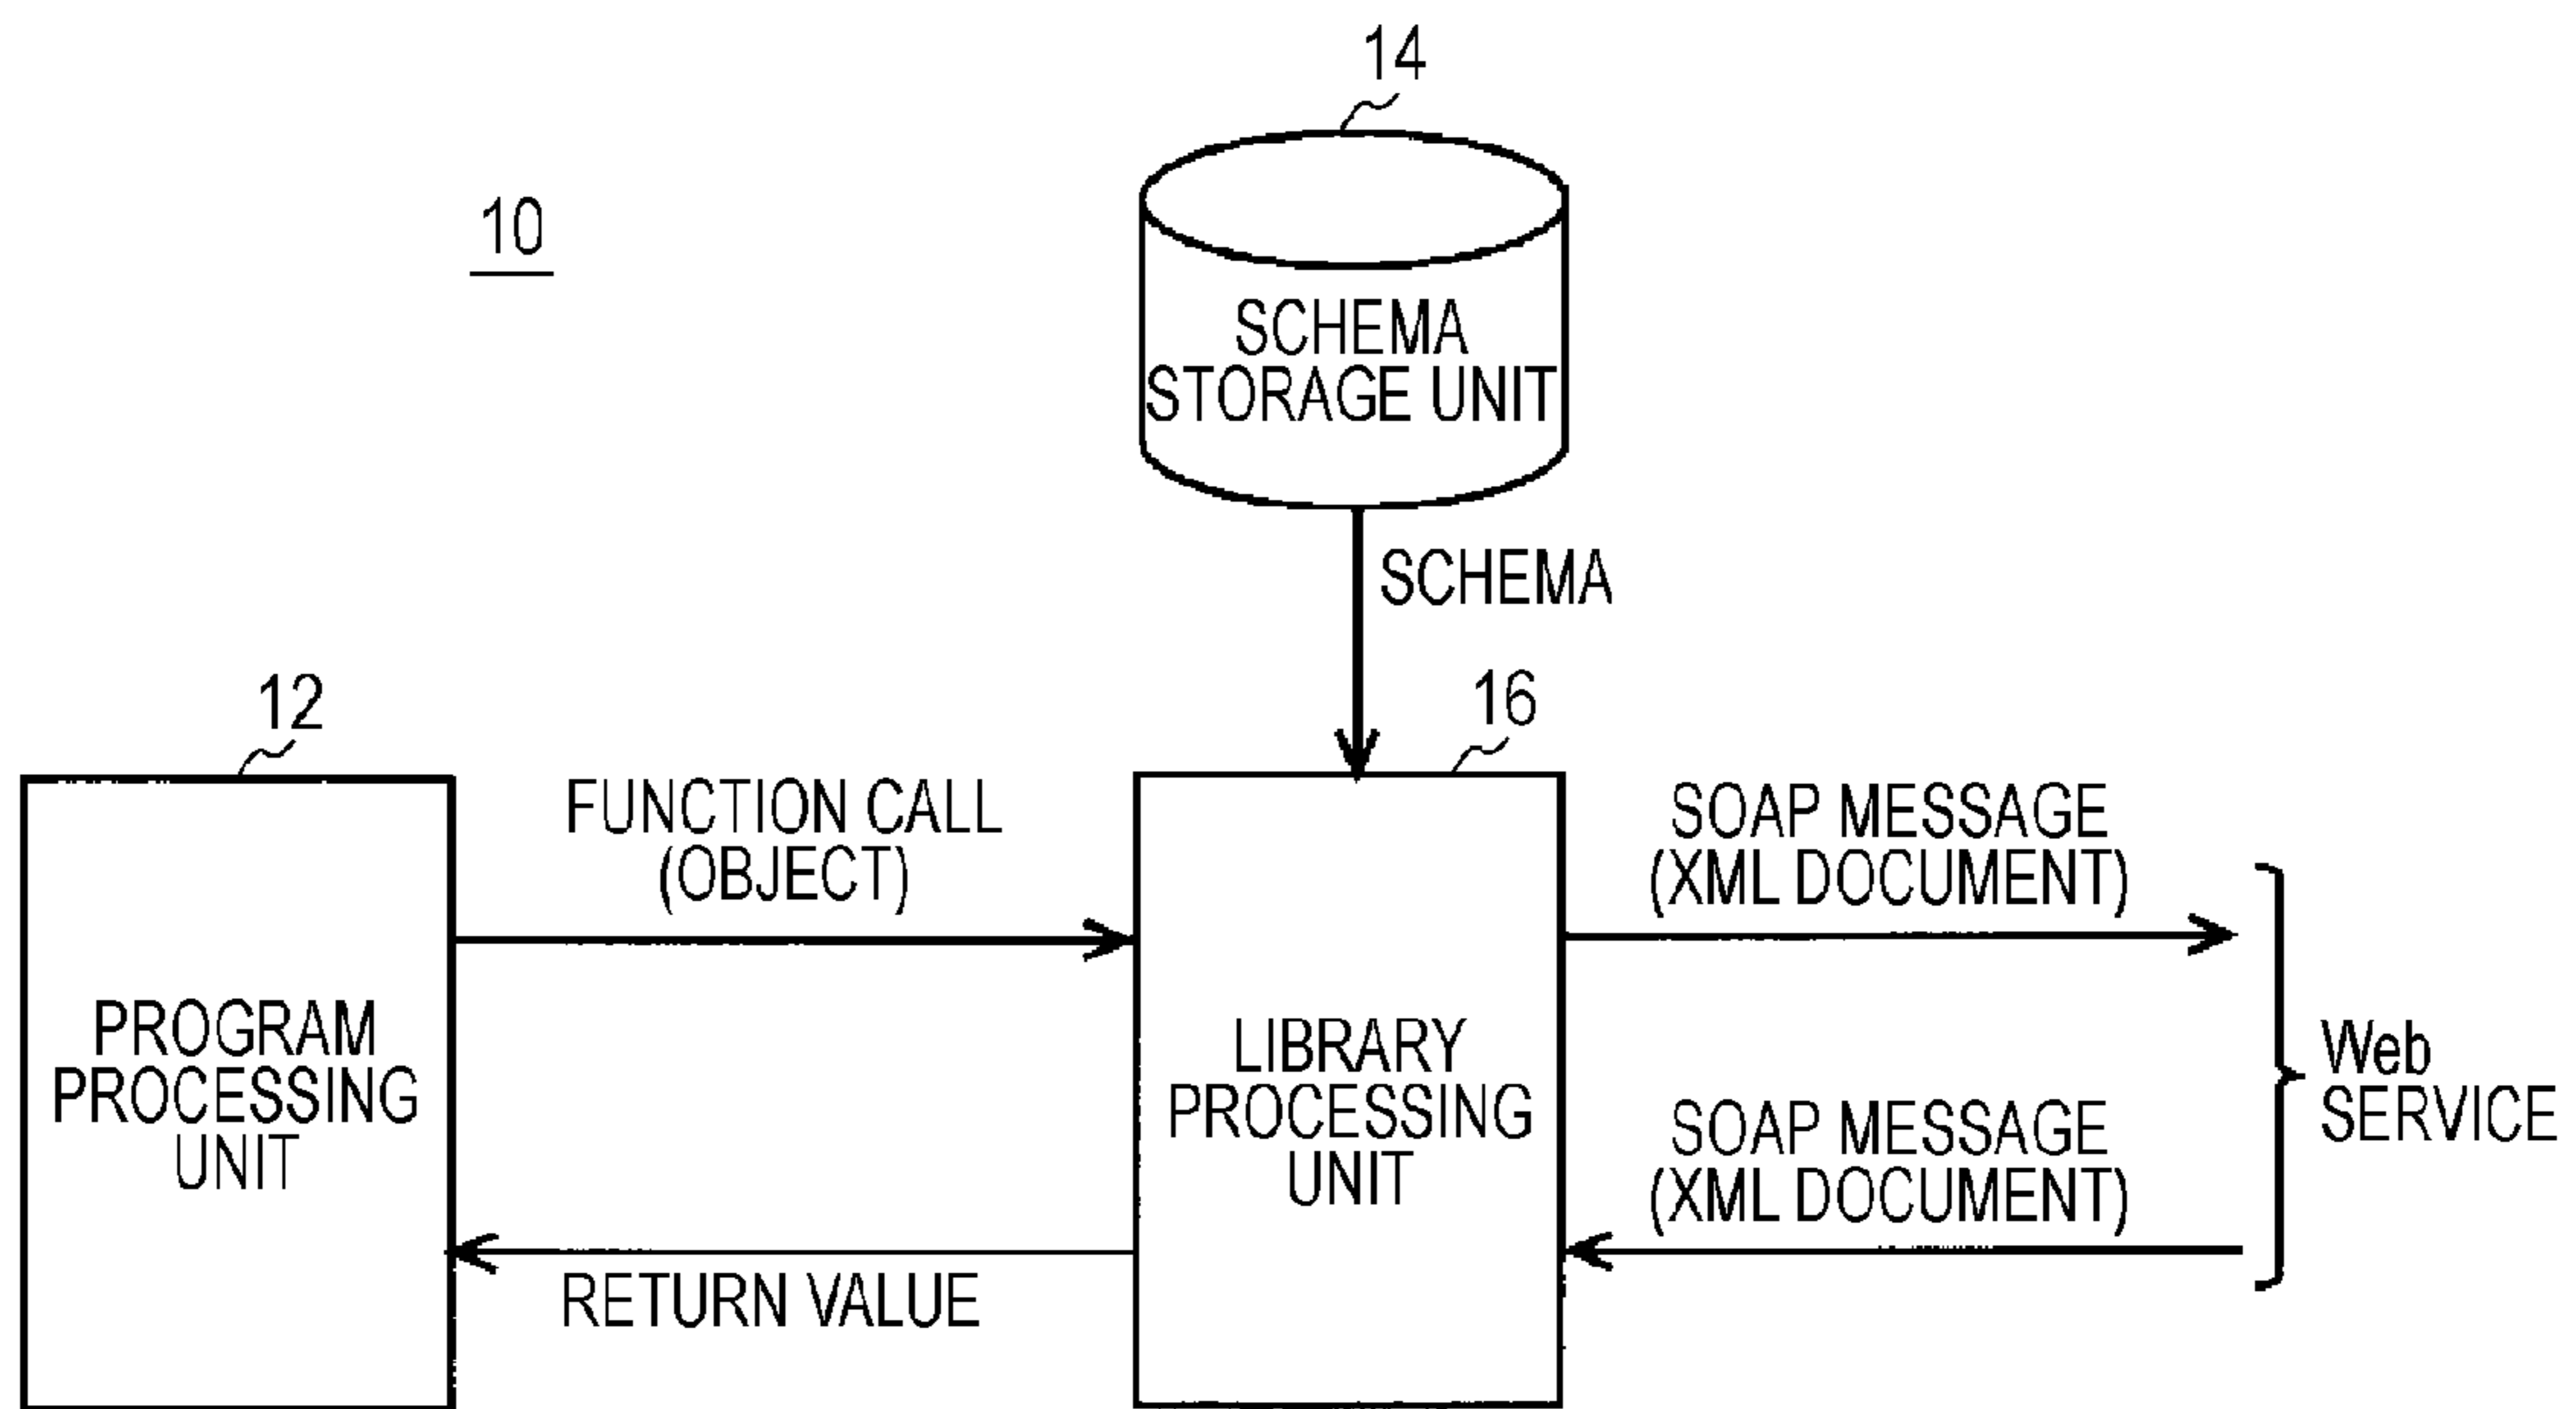 14
10
SCHEMA
STORAGE UNIT
SCHEMA
12
16
FUNCTION CALL
(OBJECT)
SOAP MESSAGE
(XML DOCUMENT)
PROGRAM
PROCESSING
UNIT
LIBRARY
PROCESSING
UNIT
Web
SERVICE
SOAP MESSAGE
(XML DOCUMENT)
RETURN VALUE